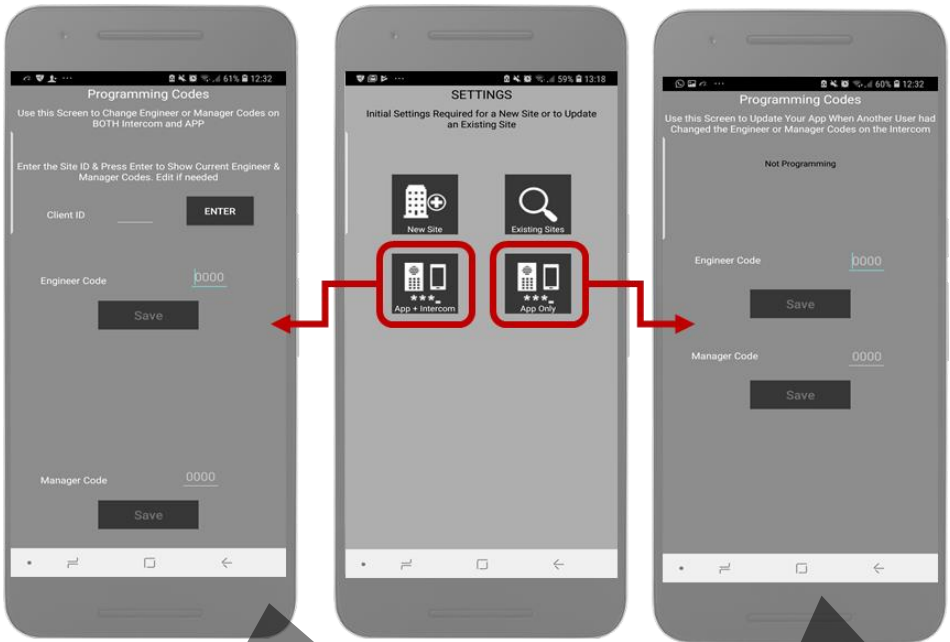 61% 12:32
Programming Codes
Use this Screen to Change Engineer or Manager Codes on
BOTH Intercom and APP
Enter the Site ID & Press Enter to Show Current Engineer &
Manager Codes. Edit if needed
Client ID
ENTER
Engineer Code
0000
Save
Manager Code
0000
Save
59% 13:18
SETTINGS
Initial Settings Required for a New Site or to Update
an Existing Site
New Site
Existing Sites
***_
App + Intercom
***_
App Only
60% 12:32
Programming Codes
Use this Screen to Update Your App When Another User had
Changed the Engineer or Manager Codes on the Intercom
Not Programming
Engineer Code
0000
Save
Manager Code
0000
Save